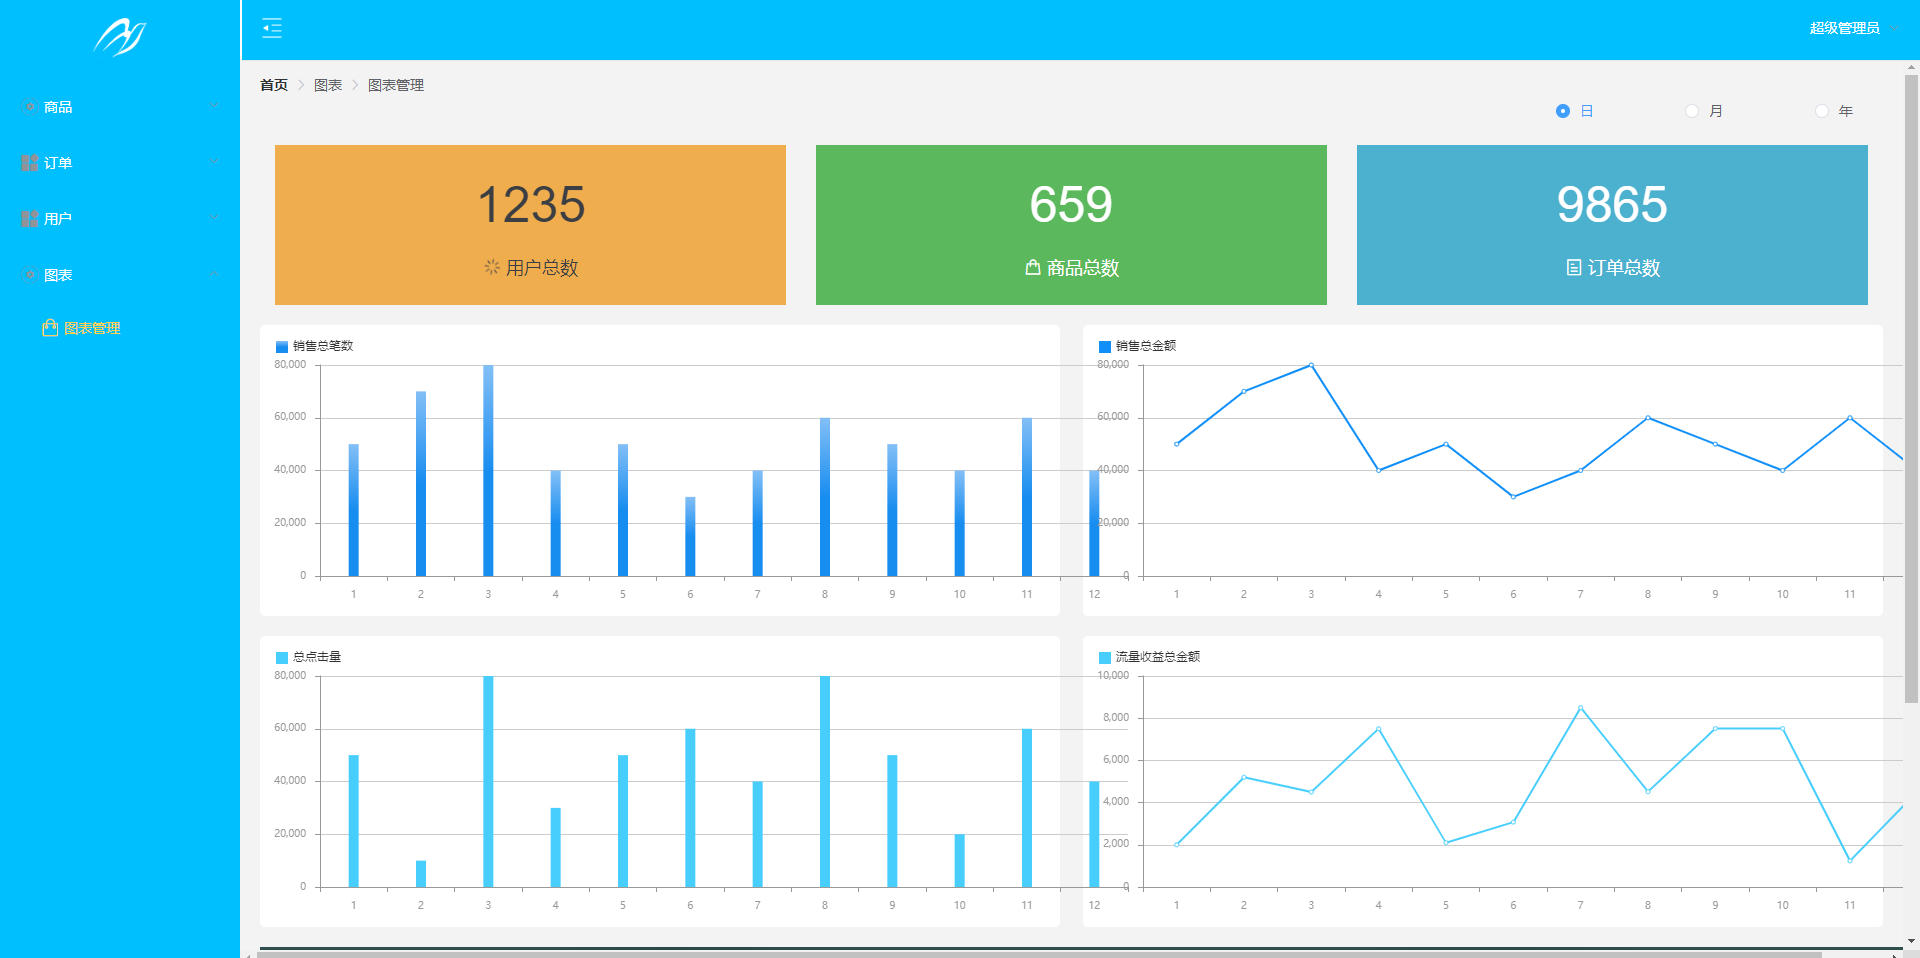 超级管理员
商品
订单
用户
图表
图表管理
首页 > 图表 > 图表管理
日 月 年
1235
用户总数
659
商品总数
9865
订单总数
销售总笔数
80,000
60,000
40,000
20,000
0
1 2 3 4 5 6 7 8 9 10 11 12
销售总金额
80,000
60,000
40,000
20,000
0
1 2 3 4 5 6 7 8 9 10 11
总点击量
80,000
60,000
40,000
20,000
0
1 2 3 4 5 6 7 8 9 10 11 12
流量收益总金额
10,000
8,000
6,000
4,000
2,000
0
1 2 3 4 5 6 7 8 9 10 11